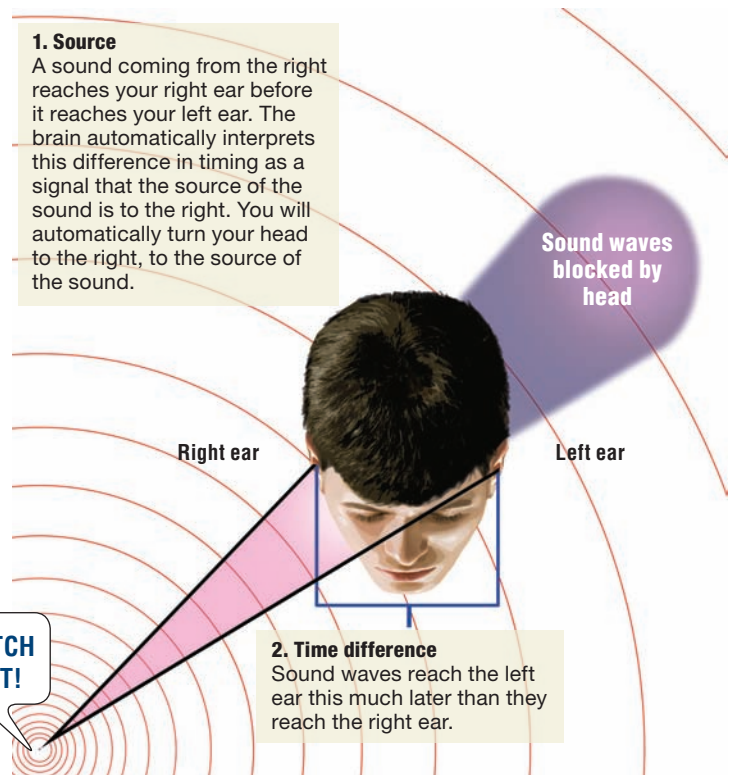 1. Source
A sound coming from the right
reaches your right ear before
it reaches your left ear. The
brain automatically interprets
this difference in timing as a
signal that the source of the
sound is to the right. You will
automatically turn your head
to the right, to the source of
the sound.
Sound waves
blocked by
head
Right ear
Left ear
TCH
T!
2. Time difference
Sound waves reach the left
ear this much later than they
reach the right ear.